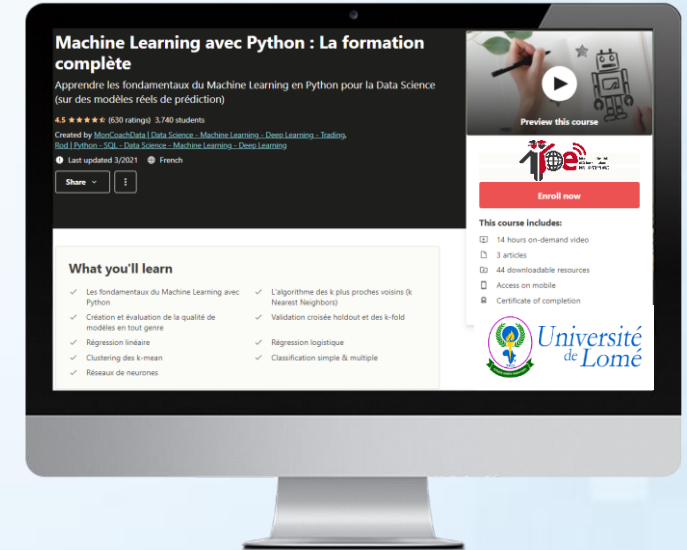 Machine Learning avec Python : La formation
complète
Apprendre les fondamentaux du Machine Learning en Python pour la Data Science
(sur des modèles réels de prédiction)
4.5 ★★★★⯪ (630 ratings) 3,740 students
Created by MonCoachData | Data Science - Machine Learning - Deep Learning - Trading,
Rod | Python - SQL - Data Science - Machine Learning - Deep Learning
Last updated 3/2021 French
Share
Preview this course
Enroll now
This course includes:
14 hours on-demand video
3 articles
44 downloadable resources
Access on mobile
Certificate of completion
Université
de Lomé
What you'll learn
Les fondamentaux du Machine Learning avec
Python
Création et évaluation de la qualité de
modèles en tout genre
Régression linéaire
Clustering des k-mean
Réseaux de neurones
L'algorithme des k plus proches voisins (k
Nearest Neighbors)
Validation croisée holdout et des k-fold
Régression logistique
Classification simple & multiple